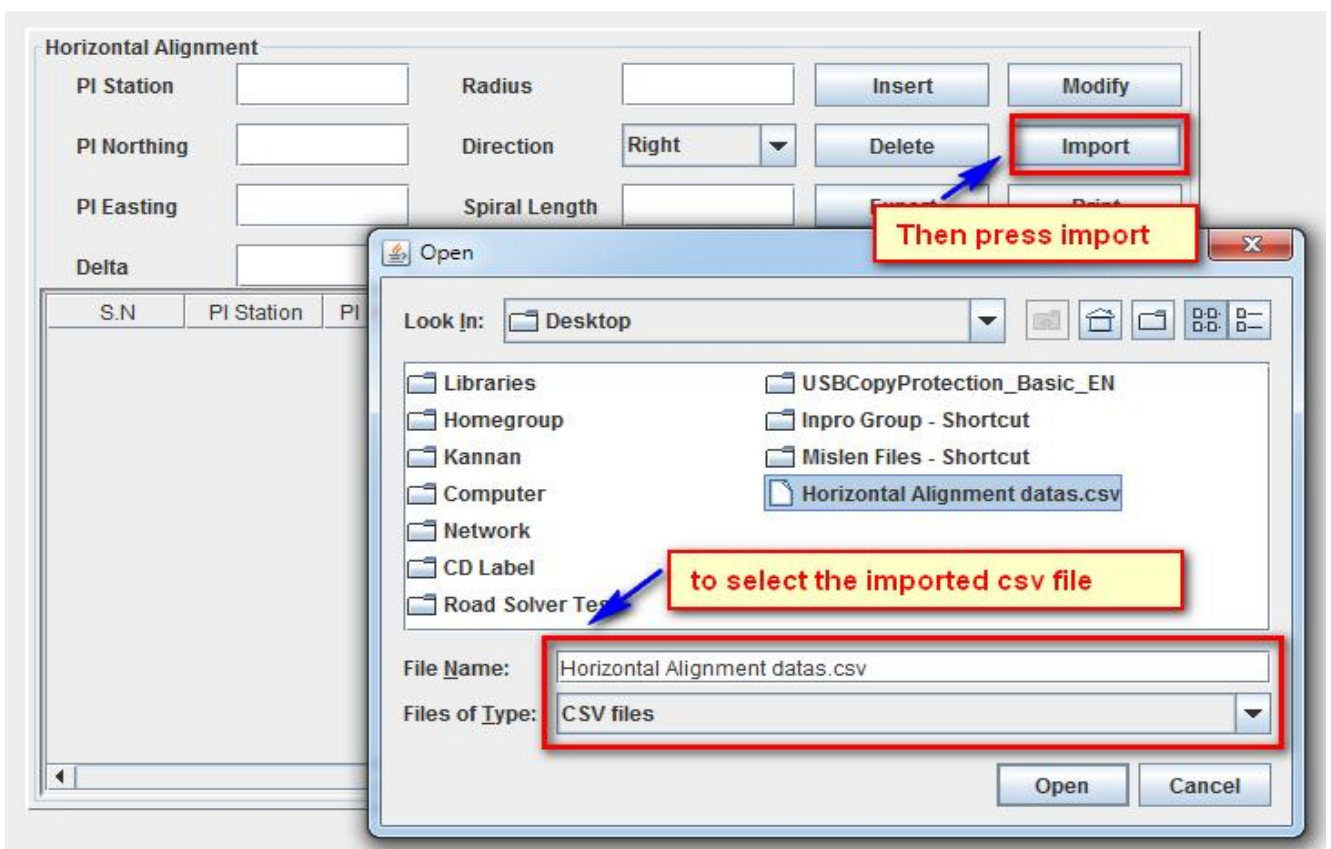 Horizontal Alignment
PI Station Radius Insert Modify
PI Northing Direction Right Delete Import
PI Easting Spiral Length
Then press import
Delta
Open
S.N PI Station PI
Look In: Desktop
Libraries USBCopyProtection_Basic_EN
Homegroup Inpro Group - Shortcut
Kannan Mislen Files - Shortcut
Computer Horizontal Alignment datas.csv
Network
CD Label
to select the imported csv file
Road Solver Tes
File Name: Horizontal Alignment datas.csv
Files of Type: CSV files
Open Cancel